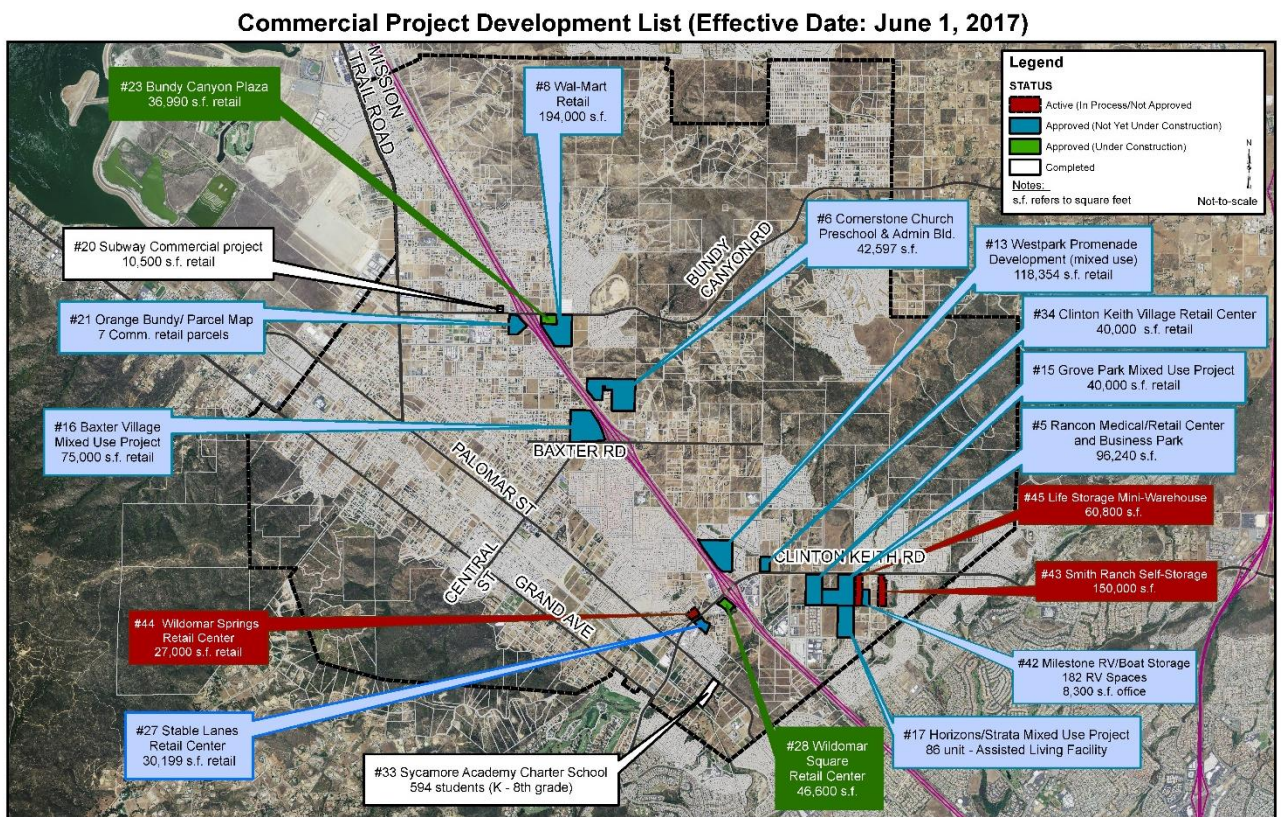 Commercial Project Development List (Effective Date: June 1, 2017)
MISSION
TRAIL ROAD
#23 Bundy Canyon Plaza
36,990 s.f. retail
#8 Wal-Mart
Retail
194,000 s.f.
Legend
STATUS
Active (In Process/Not Approved
Approved (Not Yet Under Construction)
Approved (Under Construction)
Completed
Notes:
s.f. refers to square feet
N
Not-to-scale
#20 Subway Commercial project
10,500 s.f. retail
#21 Orange Bundy/ Parcel Map
7 Comm. retail parcels
#16 Baxter Village
Mixed Use Project
75,000 s.f. retail
BUNDY
CANYON RD
#6 Cornerstone Church
Preschool & Admin Bld.
42,597 s.f.
#13 Westpark Promenade
Development (mixed use)
118,354 s.f. retail
#34 Clinton Keith Village Retail Center
40,000 s.f. retail
#15 Grove Park Mixed Use Project
40,000 s.f. retail
#5 Rancon Medical/Retail Center
and Business Park
96,240 s.f.
#45 Life Storage Mini-Warehouse
60,800 s.f.
#43 Smith Ranch Self-Storage
150,000 s.f.
BAXTER RD
PALOMAR ST
CENTRAL
ST
GRAND AVE
CLINTON KEITH RD
#44 Wildomar Springs
Retail Center
27,000 s.f. retail
#27 Stable Lanes
Retail Center
30,199 s.f. retail
#33 Sycamore Academy Charter School
594 students (K - 8th grade)
#28 Wildomar
Square
Retail Center
46,600 s.f.
#42 Milestone RV/Boat Storage
182 RV Spaces
8,300 s.f. office
#17 Horizons/Strata Mixed Use Project
86 unit - Assisted Living Facility